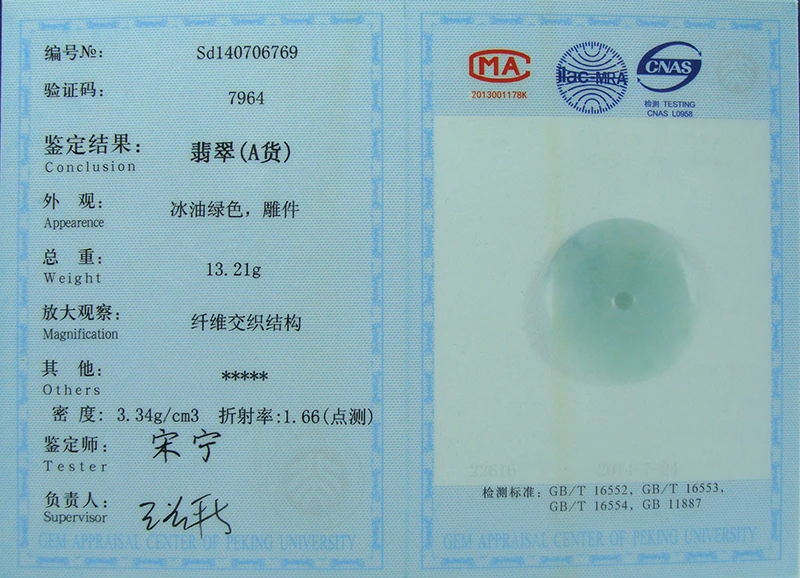 编号№: Sd140706769
验证码: 7964
鉴定结果: 翡翠(A货)
Conclusion
外 观: 冰油绿色, 雕件
Appearence
总 重: 13.21g
Weight
放大观察: 纤维交织结构
Magnification
其 他: *****
Others
密 度: 3.34g/cm3 折射率:1.66(点测)
鉴定师: 宋宁
Tester
负责人:
Supervisor
GEM APPRAISAL CENTER OF PEKING UNIVERSITY
MA
2013001178K
ilac-MRA
CNAS
检测 TESTING
CNAS L0958
检测标准: GB/T 16552, GB/T 16553,
GB/T 16554, GB 11887
GEM APPRAISAL CENTER OF PEKING UNIVERSITY